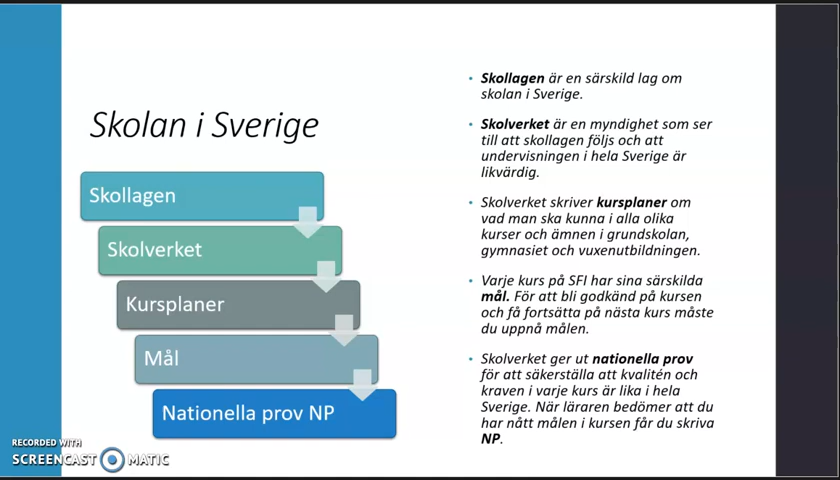 Skolan i Sverige
Skollagen
Skolverket
Kursplaner
Mål
Nationella prov NP
• Skollagen är en särskild lag om
skolan i Sverige.
• Skolverket är en myndighet som ser
till att skollagen följs och att
undervisningen i hela Sverige är
likvärdig.
• Skolverket skriver kursplaner om
vad man ska kunna i alla olika
kurser och ämnen i grundskolan,
gymnasiet och vuxenutbildningen.
• Varje kurs på SFI har sina särskilda
mål. För att bli godkänd på kursen
och få fortsätta på nästa kurs måste
du uppnå målen.
• Skolverket ger ut nationella prov
för att säkerställa att kvalitén och
kraven i varje kurs är lika i hela
Sverige. När läraren bedömer att du
har nått målen i kursen får du skriva
NP.
RECORDED WITH
SCREENCAST MATIC